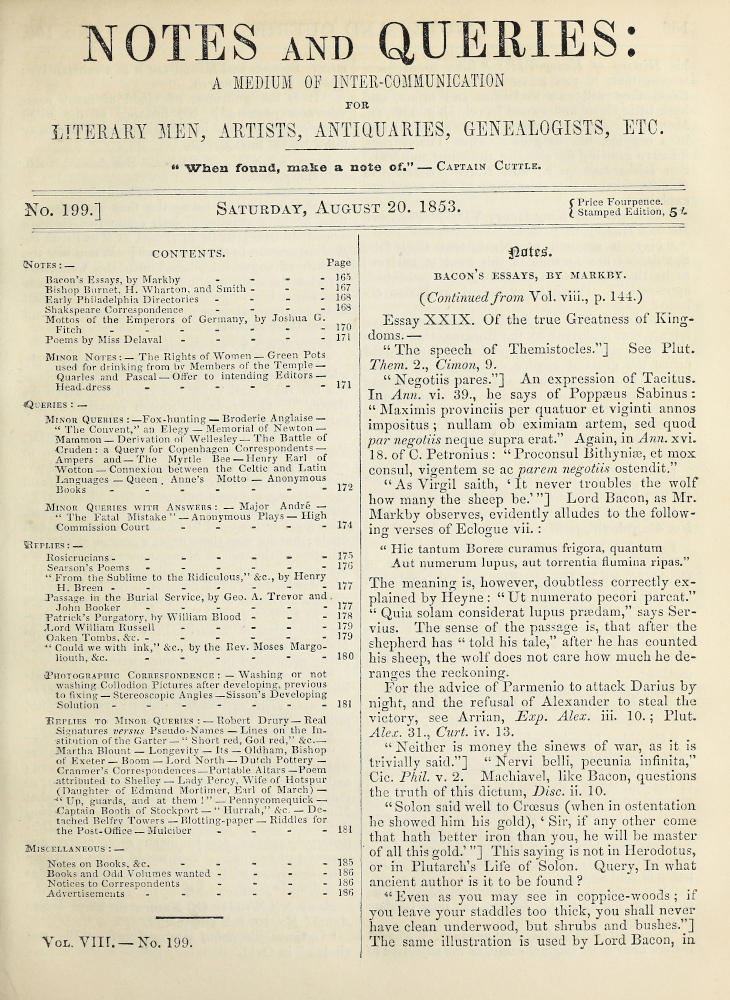 NOTES AND QUERIES:
A MEDIUM OF INTER-COMMUNICATION
FOR
LITERARY MEN, ARTISTS, ANTIQUARIES, GENEALOGISTS, ETC.
"When found, make a note of." — CAPTAIN CUTTLE.
No. 199.]
SATURDAY, AUGUST 20. 1853.
{ Price Fourpence.
{ Stamped Edition, 5d.
CONTENTS.
NOTES : — Page
Bacon's Essays, by Markby - - - - 165
Bishop Burnet, H. Wharton, and Smith - - - 167
Early Philadelphia Directories - - - - 168
Shakspeare Correspondence - - - - 168
Mottos of the Emperors of Germany, by Joshua G.
Fitch - - - - - - 170
Poems by Miss Delaval - - - - - 171
MINOR NOTES: — The Rights of Women — Green Pots
used for drinking from by Members of the Temple —
Quarles and Pascal — Offer to intending Editors —
Head-dress - - - - - - 171
QUERIES : —
MINOR QUERIES : — Fox-hunting — Broderie Anglaise —
"The Convent," an Elegy — Memorial of Newton —
Mammon — Derivation of Wellesley — The Battle of
Cruden: a Query for Copenhagen Correspondents —
Ampers and — The Myrtle Bee — Henry Earl of
Wotton — Connexion between the Celtic and Latin
Languages — Queen Anne's Motto — Anonymous
Books - - - - - - 172
MINOR QUERIES WITH ANSWERS : — Major André —
"The Fatal Mistake" — Anonymous Plays — High
Commission Court - - - - 174
REPLIES : —
Rosicrucians - - - - - - 175
Searson's Poems - - - - - 176
"From the Sublime to the Ridiculous," &c., by Henry
H. Breen - - - - - - 177
Passage in the Burial Service, by Geo. A. Trevor and
John Booker - - - - - 177
Patrick's Purgatory, by William Blood - - - 178
Lord William Russell - - - - 179
Oaken Tombs, &c. - - - - - 179
"Could we with ink," &c., by the Rev. Moses Margo-
liouth, &c. - - - - - - 180
PHOTOGRAPHIC CORRESPONDENCE : — Washing or not
washing Collodion Pictures after developing, previous
to fixing — Stereoscopic Angles — Sisson's Developing
Solution - - - - - - 181
REPLIES TO MINOR QUERIES : — Robert Drury — Real
Signatures versus Pseudo-Names — Lines on the In-
stitution of the Garter — "Short red, God red," &c. —
Martha Blount — Longevity — Its — Oldham, Bishop
of Exeter — Boom — Lord North — Dutch Pottery —
Cranmer's Correspondences — Portable Altars — Poem
attributed to Shelley — Lady Percy, Wife of Hotspur
(Daughter of Edmund Mortimer, Earl of March) —
"Up, guards, and at them!" — Pennycomequick —
Captain Booth of Stockport — "Hurrah," &c. — De-
tached Belfry Towers — Blotting-paper — Riddles for
the Post-Office — Mulciber - - - - 181
MISCELLANEOUS : —
Notes on Books, &c. - - - - - 185
Books and Odd Volumes wanted - - - - 186
Notices to Correspondents - - - - 186
Advertisements - - - - - 186
VOL. VIII. — No. 199.
Notes.
BACON'S ESSAYS, BY MARKBY.
(Continued from Vol. viii., p. 144.)
Essay XXIX. Of the true Greatness of King-
doms. —
"The speech of Themistocles."] See Plut.
Them. 2., Cimon, 9.
"Negotiis pares."] An expression of Tacitus.
In Ann. vi. 39., he says of Poppæus Sabinus:
"Maximis provinciis per quatuor et viginti annos
impositus; nullam ob eximiam artem, sed quod
par negotiis neque supra erat." Again, in Ann. xvi.
18. of C. Petronius: "Proconsul Bithyniæ, et mox
consul, vigentem se ac parem negotiis ostendit."
"As Virgil saith, 'It never troubles the wolf
how many the sheep be.'"] Lord Bacon, as Mr.
Markby observes, evidently alludes to the follow-
ing verses of Eclogue vii.:
"Hic tantum Boreæ curamus frigora, quantum
Aut numerum lupus, aut torrentia flumina ripas."
The meaning is, however, doubtless correctly ex-
plained by Heyne: "Ut numerato pecori parcat."
"Quia solam considerat lupus prædam," says Ser-
vius. The sense of the passage is, that after the
shepherd has "told his tale," after he has counted
his sheep, the wolf does not care how much he de-
ranges the reckoning.
For the advice of Parmenio to attack Darius by
night, and the refusal of Alexander to steal the
victory, see Arrian, Exp. Alex. iii. 10.; Plut.
Alex. 31., Curt. iv. 13.
"Neither is money the sinews of war, as it is
trivially said."] "Nervi belli, pecunia infinita,"
Cic. Phil. v. 2. Machiavel, like Bacon, questions
the truth of this dictum, Disc. ii. 10.
"Solon said well to Crœsus (when in ostentation
he showed him his gold), 'Sir, if any other come
that hath better iron than you, he will be master
of all this gold.'"] This saying is not in Herodotus,
or in Plutarch's Life of Solon. Query, In what
ancient author is it to be found?
"Even as you may see in coppice-woods; if
you leave your staddles too thick, you shall never
have clean underwood, but shrubs and bushes."]
The same illustration is used by Lord Bacon, in